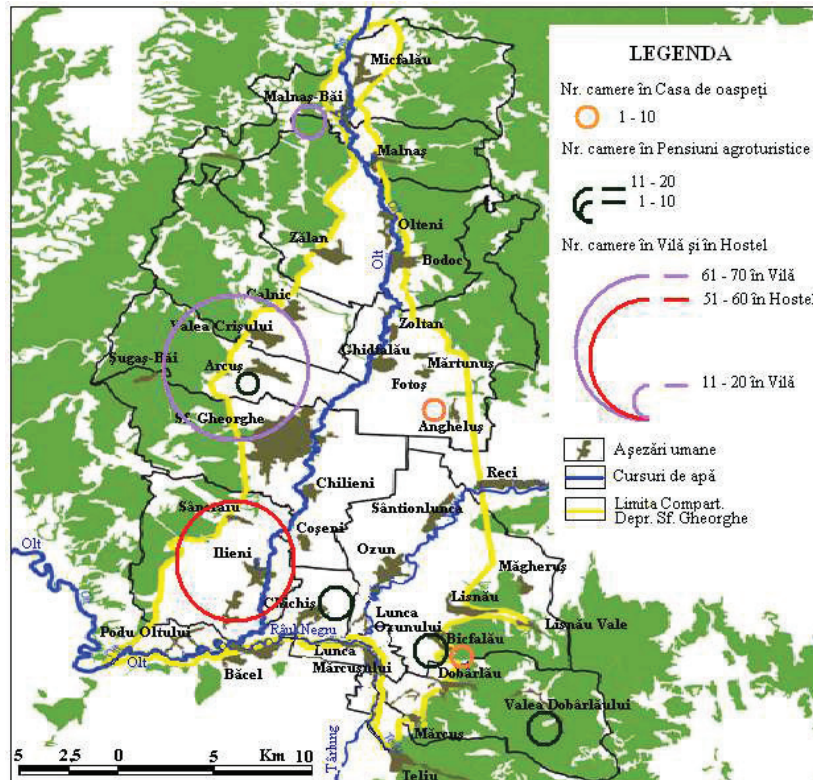 LEGENDA
Nr. camere în Casa de oaspeți
1 - 10
Nr. camere în Pensiuni agroturistice
11 - 20
1 - 10
Nr. camere în Vilă și în Hostel
61 - 70 în Vilă
51 - 60 în Hostel
11 - 20 în Vilă
Așezări umane
Cursuri de apă
Limita Compart.
Depr. Sf. Gheorghe
Micfalău
Malnaș-Băi
Malnaș
Olteni
Zălan
Olt
Bodoc
Calnic
Zoltan
Valea Crișului
Ghidfalău
Șugaș-Băi
Arcuș
Mărtunuș
Fotoș
Sf. Gheorghe
Angheluș
Reci
Chilieni
Sântionlunca
Sâncraiu
Coșeni
Olt
Ilieni
Ozun
Măgheruș
Chichiș
Lisnău
Lunca
Ozunului
Lisnău Vale
Podu Oltului
Râul Negru
Bicfalău
Olt
Lunca
Mărcușului
Băcel
Dobârlău
Valea Dobârlăului
Mărcuș
Târlung
Teliu
5 2,5 0 5 Km 10